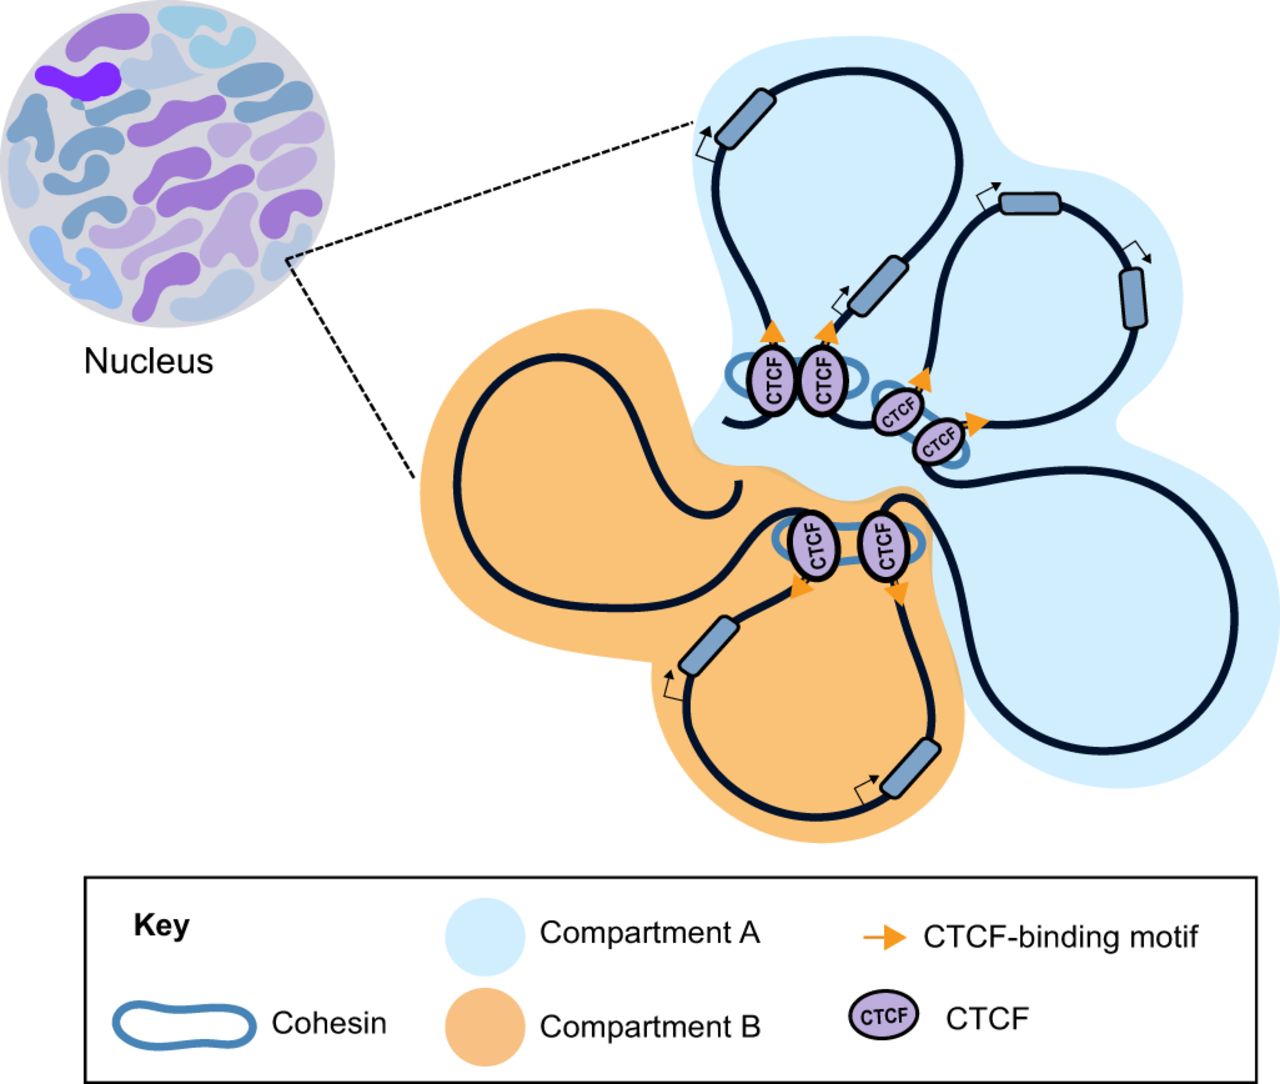 Nucleus
CTCF
CTCF
CTCF
CTCF
CTCF
CTCF
Key
Compartment A
CTCF-binding motif
Cohesin
Compartment B
CTCF
CTCF